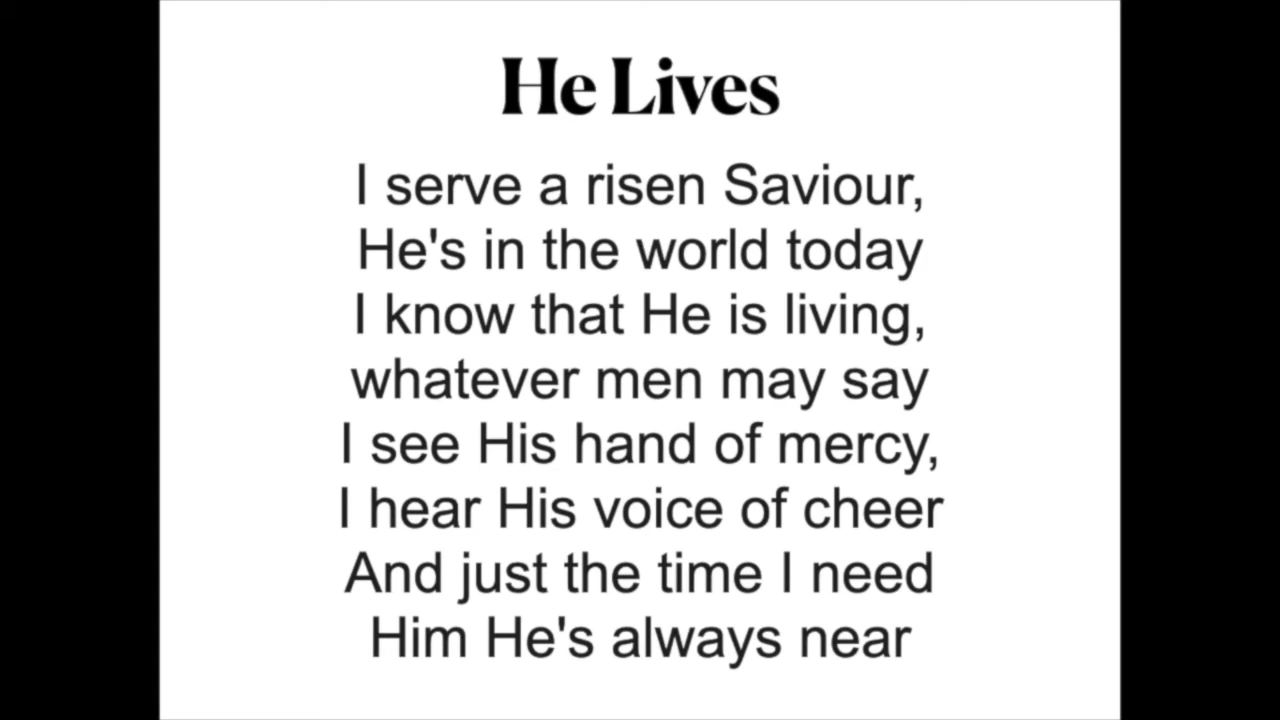 He Lives
I serve a risen Saviour,
He's in the world today
I know that He is living,
whatever men may say
I see His hand of mercy,
I hear His voice of cheer
And just the time I need
Him He's always near